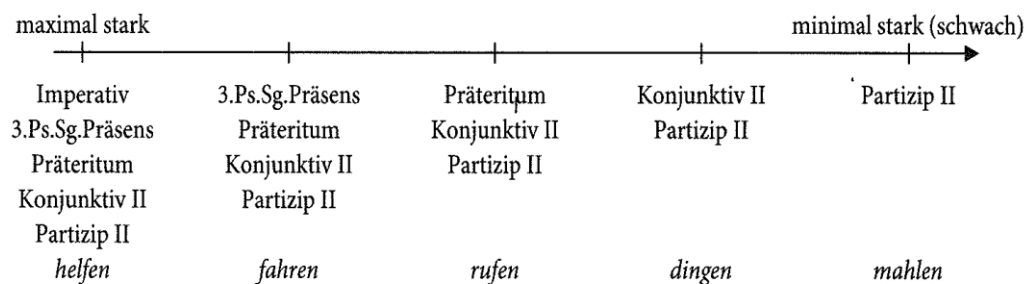 maximal stark minimal stark (schwach)
Imperativ 3.Ps.Sg.Präsens Präteritum Konjunktiv II Partizip II
3.Ps.Sg.Präsens Präteritum Konjunktiv II Partizip II
Präteritum Konjunktiv II Partizip II
Konjunktiv II Partizip II
Partizip II
helfen fahren rufen dingen mahlen